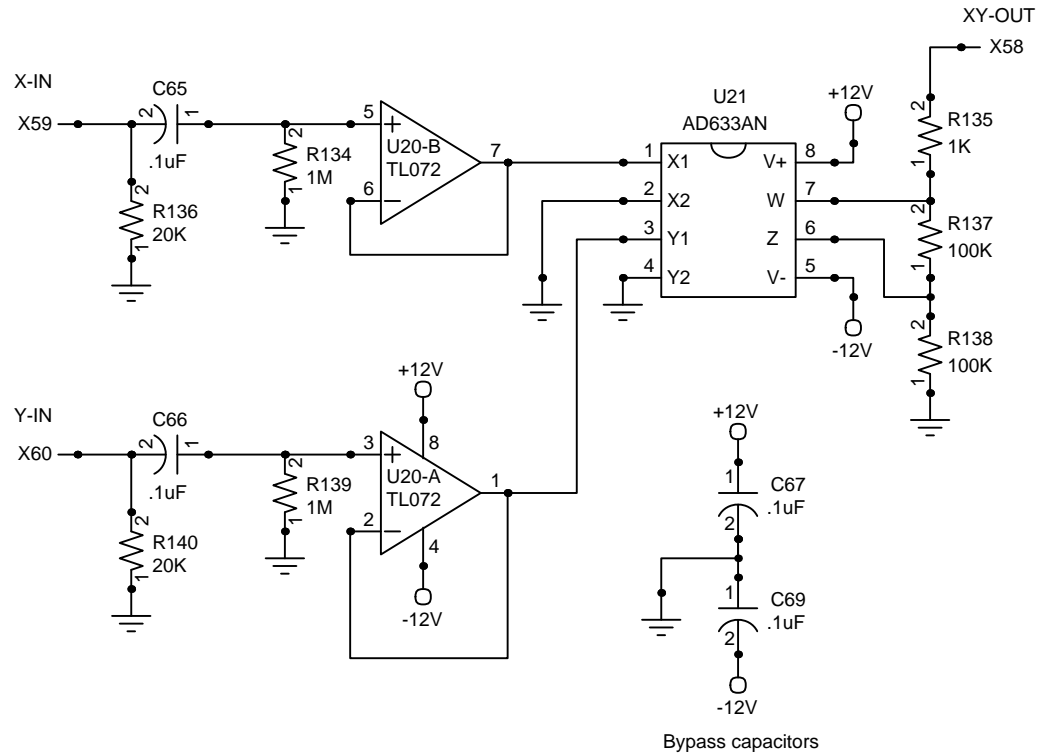 XY-OUT
X58
X-IN
X59
C65
2
1
.1uF
2
R136
20K
1
2
R134
1M
1
5
+
U20-B
TL072
7
6
−
U21
AD633AN
+12V
1
X1
V+
8
2
X2
W
7
3
Y1
Z
6
4
Y2
V-
5
-12V
2
R135
1K
1
2
R137
100K
1
2
R138
100K
1
Y-IN
X60
C66
2
1
.1uF
2
R140
20K
1
2
R139
1M
1
+12V
8
3
+
U20-A
TL072
1
2
−
4
-12V
+12V
1
C67
.1uF
2
1
C69
.1uF
2
-12V
Bypass capacitors